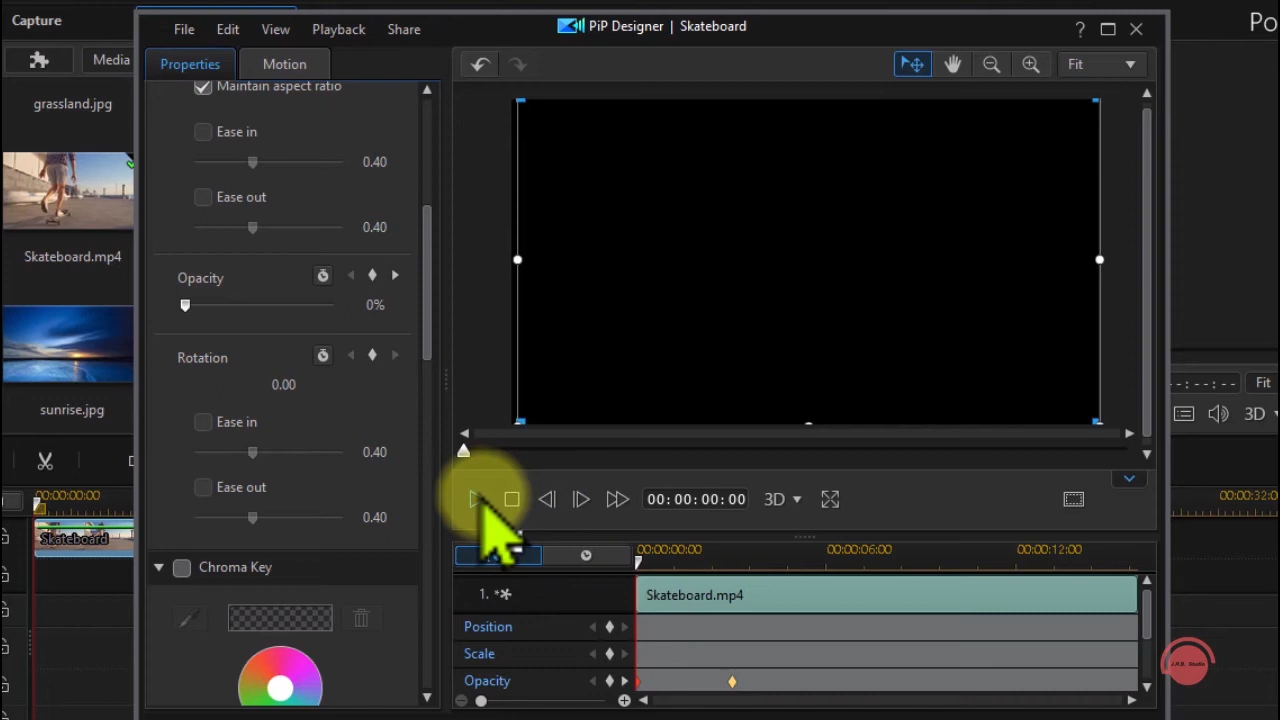 Capture
File
Edit
View
Playback
Share
PiP Designer | Skateboard
Po
Media
Properties
Motion
Fit
grassland.jpg
Maintain aspect ratio
Ease in
0.40
Ease out
0.40
Skateboard.mp4
Opacity
0%
Rotation
0.00
sunrise.jpg
Ease in
0.40
Ease out
0.40
--:--:--
Fit
3D
00:00:00:00
3D
00:00:00:00
00:00:32:0
Skateboard
00:00:00:00
00:00:06:00
00:00:12:00
Chroma Key
1. **
Skateboard.mp4
Position
Scale
Opacity
J.R.B. Studio